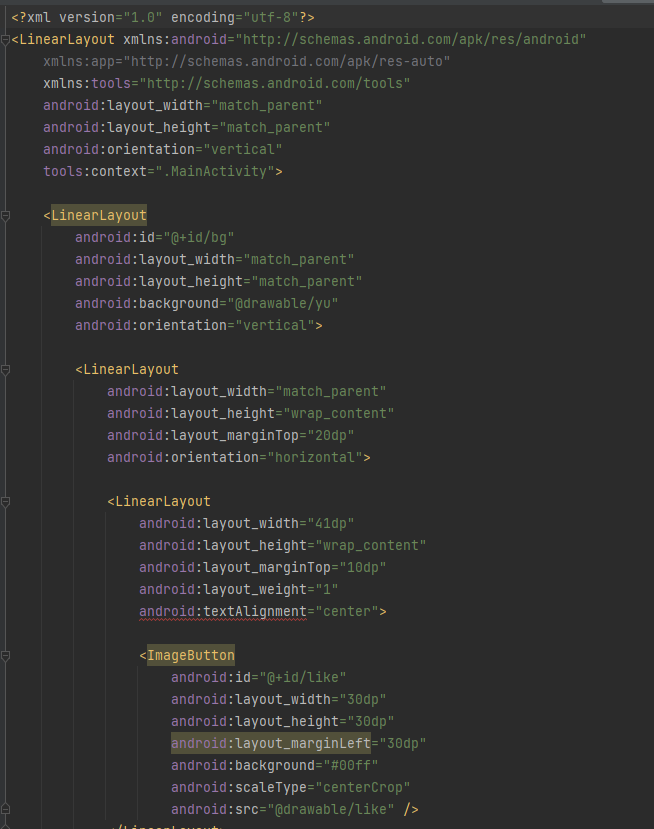 <?xml version="1.0" encoding="utf-8"?>
<LinearLayout xmlns:android="http://schemas.android.com/apk/res/android"
    xmlns:app="http://schemas.android.com/apk/res-auto"
    xmlns:tools="http://schemas.android.com/tools"
    android:layout_width="match_parent"
    android:layout_height="match_parent"
    android:orientation="vertical"
    tools:context=".MainActivity">

    <LinearLayout
        android:id="@+id/bg"
        android:layout_width="match_parent"
        android:layout_height="match_parent"
        android:background="@drawable/yu"
        android:orientation="vertical">

        <LinearLayout
            android:layout_width="match_parent"
            android:layout_height="wrap_content"
            android:layout_marginTop="20dp"
            android:orientation="horizontal">

            <LinearLayout
                android:layout_width="41dp"
                android:layout_height="wrap_content"
                android:layout_marginTop="10dp"
                android:layout_weight="1"
                android:textAlignment="center">

                <ImageButton
                    android:id="@+id/like"
                    android:layout_width="30dp"
                    android:layout_height="30dp"
                    android:layout_marginLeft="30dp"
                    android:background="#00ff"
                    android:scaleType="centerCrop"
                    android:src="@drawable/like" />
            </LinearLayout>